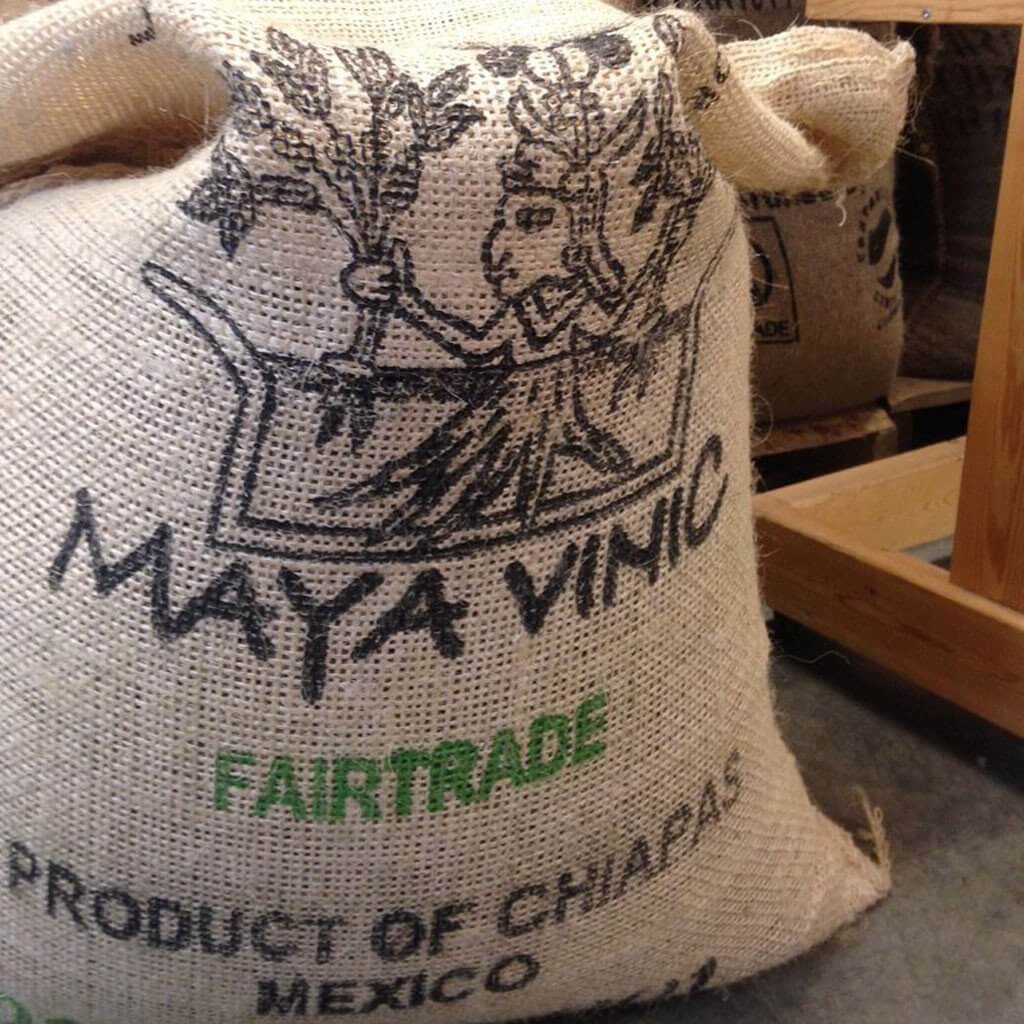 MAYA VINIC
FAIRTRADE
PRODUCT OF CHIAPAS
MEXICO